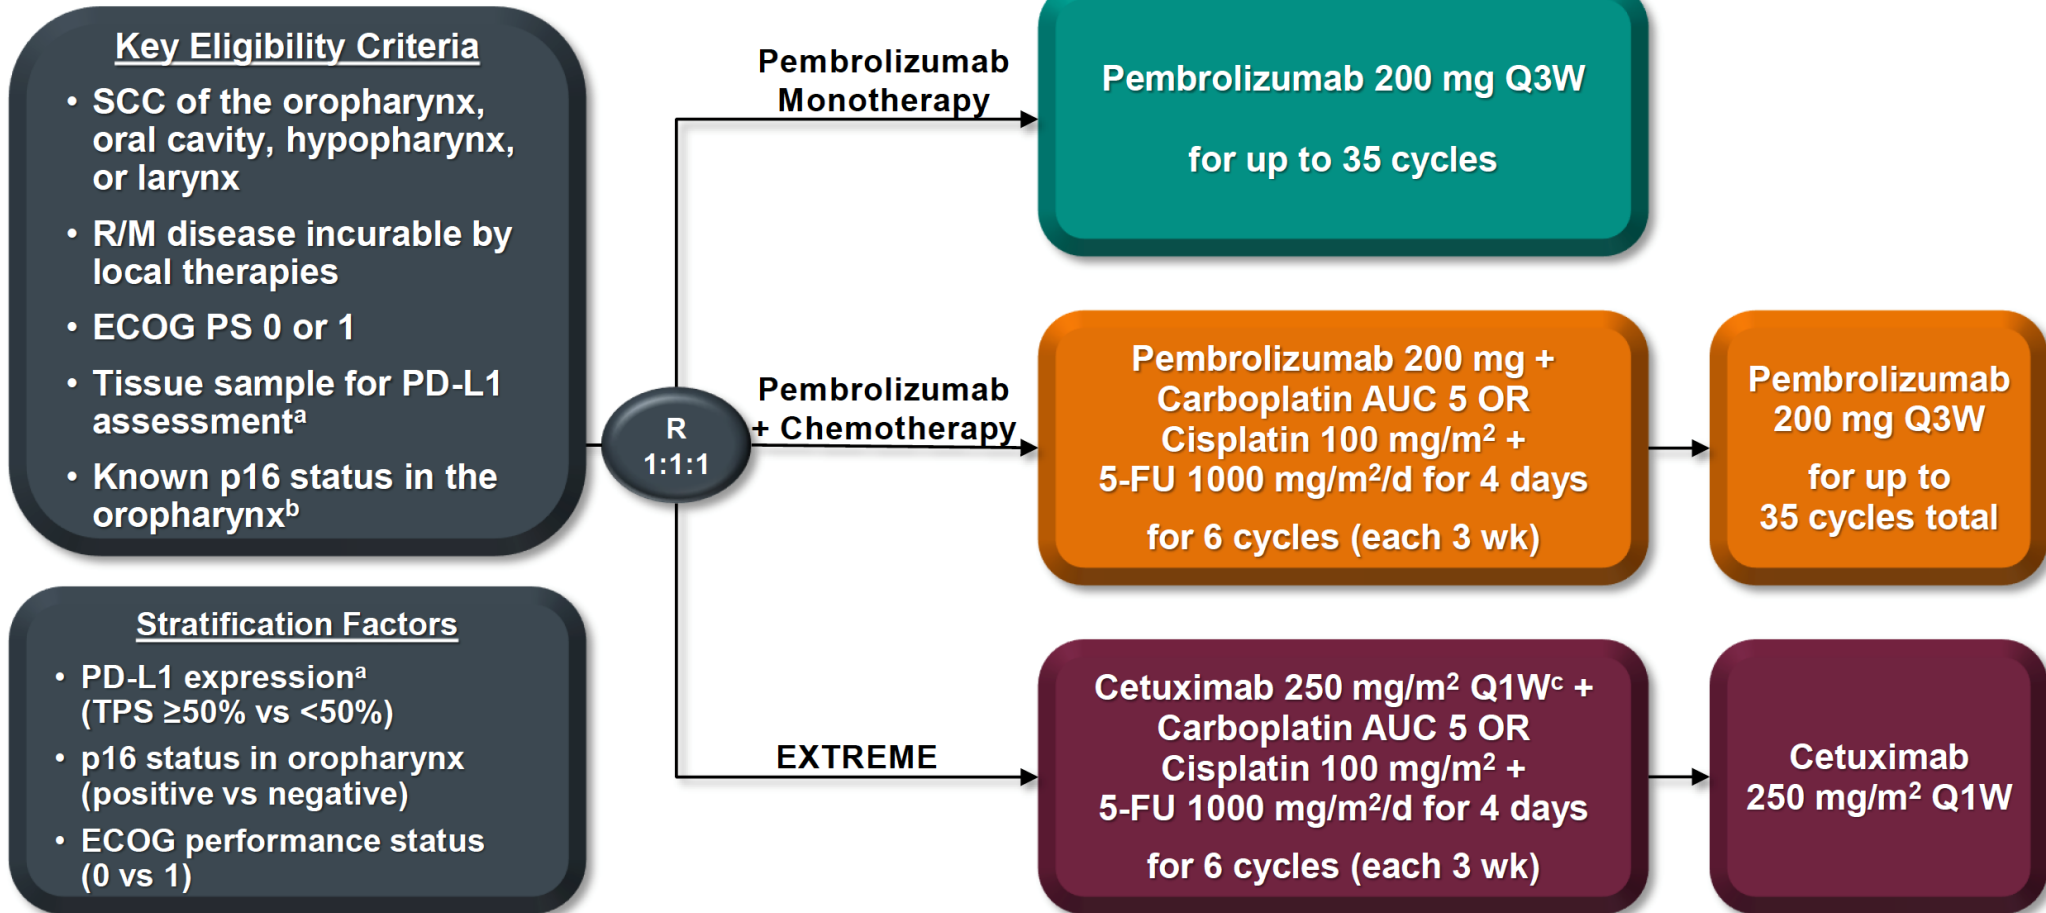 Key Eligibility Criteria
• SCC of the oropharynx,
oral cavity, hypopharynx,
or larynx
• R/M disease incurable by
local therapies
• ECOG PS 0 or 1
• Tissue sample for PD-L1
assessmentᵃ
• Known p16 status in the
oropharynxᵇ
Stratification Factors
• PD-L1 expressionᵃ
(TPS ≥50% vs <50%)
• p16 status in oropharynx
(positive vs negative)
• ECOG performance status
(0 vs 1)
R
1:1:1
Pembrolizumab
Monotherapy
Pembrolizumab 200 mg Q3W
for up to 35 cycles
Pembrolizumab
+ Chemotherapy
Pembrolizumab 200 mg +
Carboplatin AUC 5 OR
Cisplatin 100 mg/m² +
5-FU 1000 mg/m²/d for 4 days
for 6 cycles (each 3 wk)
Pembrolizumab
200 mg Q3W
for up to
35 cycles total
EXTREME
Cetuximab 250 mg/m² Q1Wᶜ +
Carboplatin AUC 5 OR
Cisplatin 100 mg/m² +
5-FU 1000 mg/m²/d for 4 days
for 6 cycles (each 3 wk)
Cetuximab
250 mg/m² Q1W